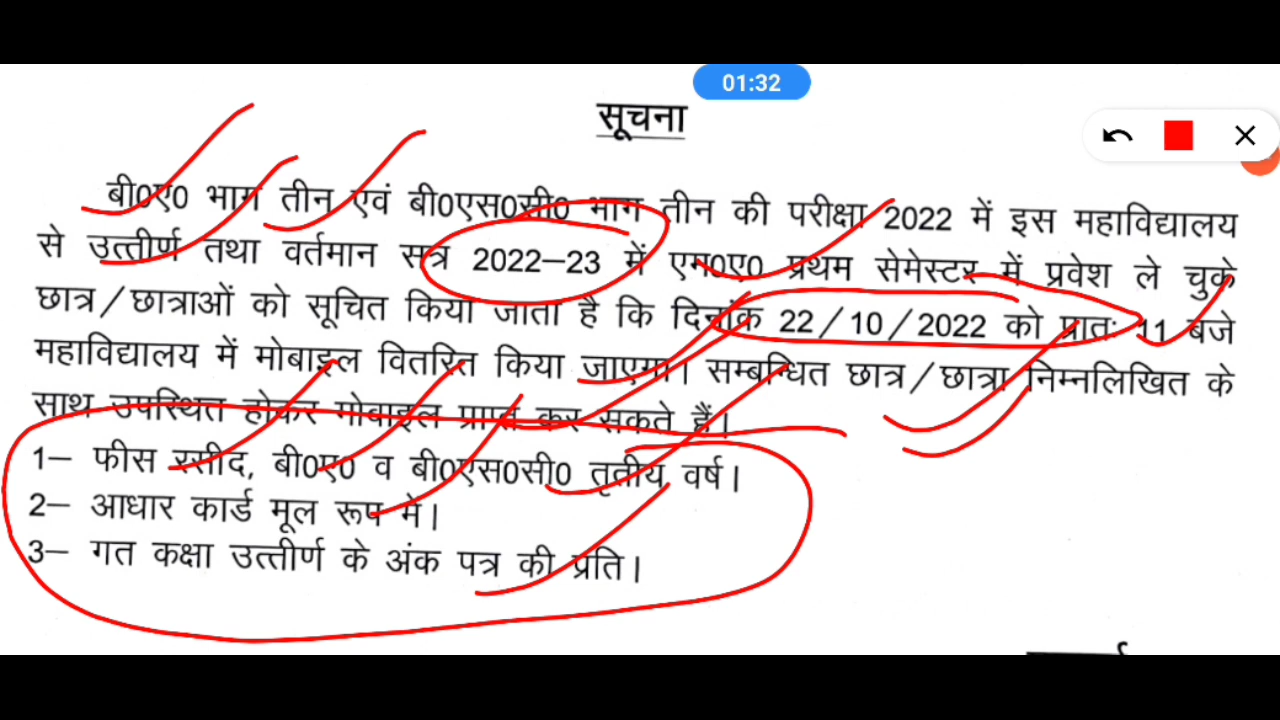 01:32
सूचना
बी0ए0 भाग तीन एवं बी0एस0सी0 भाग तीन की परीक्षा 2022 में इस महाविद्यालय
से उत्तीर्ण तथा वर्तमान सत्र 2022–23 में एम0ए0 प्रथम सेमेस्टर में प्रवेश ले चुके
छात्र/छात्राओं को सूचित किया जाता है कि दिनांक 22/10/2022 को प्रातः 11 बजे
महाविद्यालय में मोबाइल वितरित किया जाएगा। सम्बन्धित छात्र/छात्रा निम्नलिखित के
साथ उपस्थित होकर मोबाइल प्राप्त कर सकते हैं।
1– फीस रसीद, बी0ए0 व बी0एस0सी0 तृतीय वर्ष।
2– आधार कार्ड मूल रूप में।
3– गत कक्षा उत्तीर्ण के अंक पत्र की प्रति।